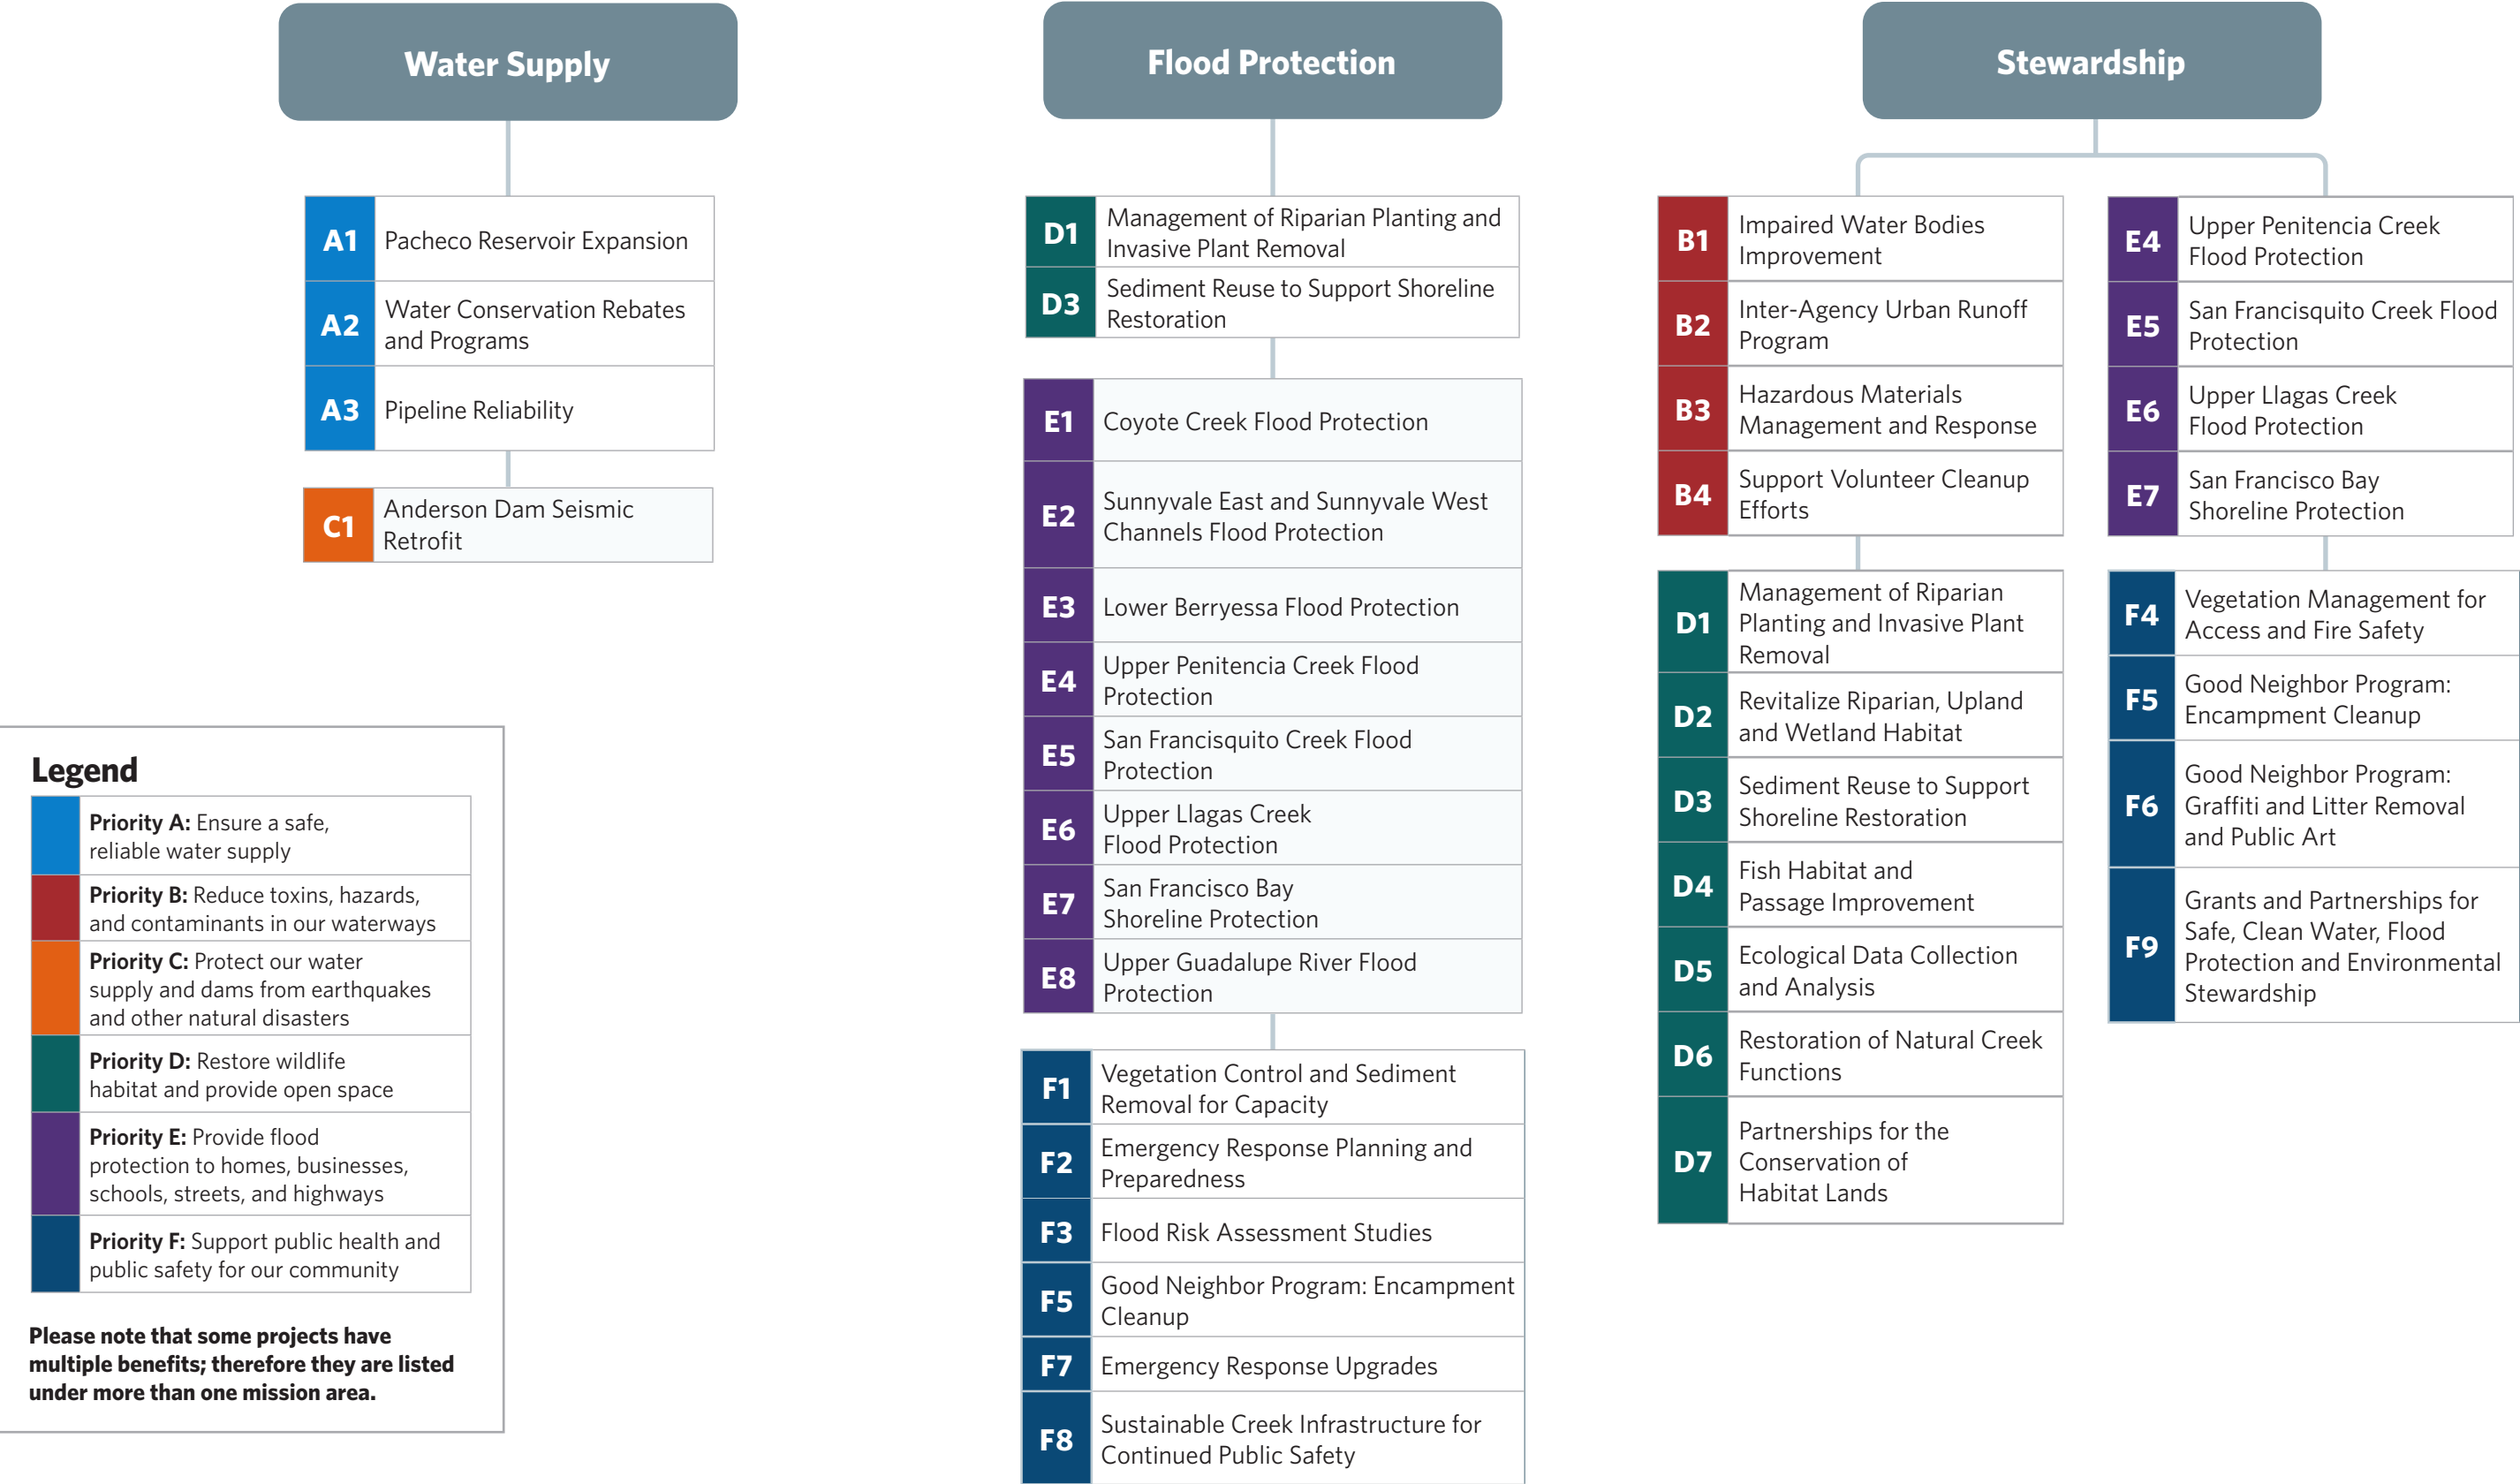 Water Supply
A1
Pacheco Reservoir Expansion
A2
Water Conservation Rebates
and Programs
A3
Pipeline Reliability
C1
Anderson Dam Seismic
Retrofit
Legend
Priority A: Ensure a safe,
reliable water supply
Priority B: Reduce toxins, hazards,
and contaminants in our waterways
Priority C: Protect our water
supply and dams from earthquakes
and other natural disasters
Priority D: Restore wildlife
habitat and provide open space
Priority E: Provide flood
protection to homes, businesses,
schools, streets, and highways
Priority F: Support public health and
public safety for our community
Please note that some projects have
multiple benefits; therefore they are listed
under more than one mission area.
Flood Protection
D1
Management of Riparian Planting and
Invasive Plant Removal
D3
Sediment Reuse to Support Shoreline
Restoration
E1
Coyote Creek Flood Protection
E2
Sunnyvale East and Sunnyvale West
Channels Flood Protection
E3
Lower Berryessa Flood Protection
E4
Upper Penitencia Creek Flood
Protection
E5
San Francisquito Creek Flood
Protection
E6
Upper Llagas Creek
Flood Protection
E7
San Francisco Bay
Shoreline Protection
E8
Upper Guadalupe River Flood
Protection
F1
Vegetation Control and Sediment
Removal for Capacity
F2
Emergency Response Planning and
Preparedness
F3
Flood Risk Assessment Studies
F5
Good Neighbor Program: Encampment
Cleanup
F7
Emergency Response Upgrades
F8
Sustainable Creek Infrastructure for
Continued Public Safety
Stewardship
B1
Impaired Water Bodies
Improvement
B2
Inter-Agency Urban Runoff
Program
B3
Hazardous Materials
Management and Response
B4
Support Volunteer Cleanup
Efforts
D1
Management of Riparian
Planting and Invasive Plant
Removal
D2
Revitalize Riparian, Upland
and Wetland Habitat
D3
Sediment Reuse to Support
Shoreline Restoration
D4
Fish Habitat and
Passage Improvement
D5
Ecological Data Collection
and Analysis
D6
Restoration of Natural Creek
Functions
D7
Partnerships for the
Conservation of
Habitat Lands
E4
Upper Penitencia Creek
Flood Protection
E5
San Francisquito Creek Flood
Protection
E6
Upper Llagas Creek
Flood Protection
E7
San Francisco Bay
Shoreline Protection
F4
Vegetation Management for
Access and Fire Safety
F5
Good Neighbor Program:
Encampment Cleanup
F6
Good Neighbor Program:
Graffiti and Litter Removal
and Public Art
F9
Grants and Partnerships for
Safe, Clean Water, Flood
Protection and Environmental
Stewardship